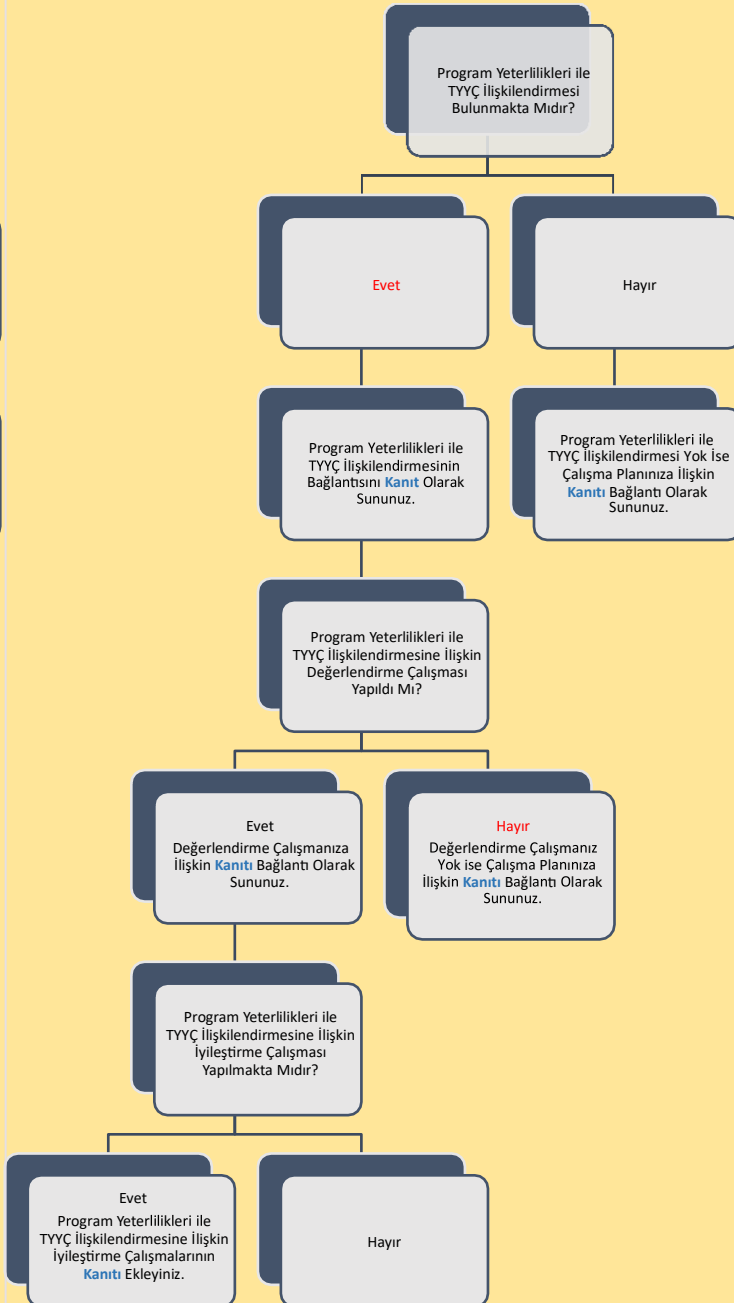 Program Yeterlilikleri ile
TYYÇ İlişkilendirmesi
Bulunmakta Mıdır?
Evet
Hayır
Program Yeterlilikleri ile
TYYÇ İlişkilendirmesinin
Bağlantısını Kanıt Olarak
Sununuz.
Program Yeterlilikleri ile
TYYÇ İlişkilendirmesi Yok İse
Çalışma Planınıza İlişkin
Kanıtı Bağlantı Olarak
Sununuz.
Program Yeterlilikleri ile
TYYÇ İlişkilendirmesine İlişkin
Değerlendirme Çalışması
Yapıldı Mı?
Evet
Değerlendirme Çalışmanıza
İlişkin Kanıtı Bağlantı Olarak
Sununuz.
Hayır
Değerlendirme Çalışmanız
Yok ise Çalışma Planınıza
İlişkin Kanıtı Bağlantı Olarak
Sununuz.
Program Yeterlilikleri ile
TYYÇ İlişkilendirmesine İlişkin
İyileştirme Çalışması
Yapılmakta Mıdır?
Evet
Program Yeterlilikleri ile
TYYÇ İlişkilendirmesine İlişkin
İyileştirme Çalışmalarının
Kanıtı Ekleyiniz.
Hayır